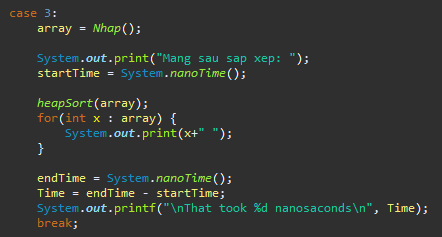 case 3:
    array = Nhap();

    System.out.print("Mang sau sap xep: ");
    startTime = System.nanoTime();

    heapSort(array);
    for(int x : array) {
        System.out.print(x+" ");
    }

    endTime = System.nanoTime();
    Time = endTime - startTime;
    System.out.printf("\nThat took %d nanosaconds\n", Time);
    break;